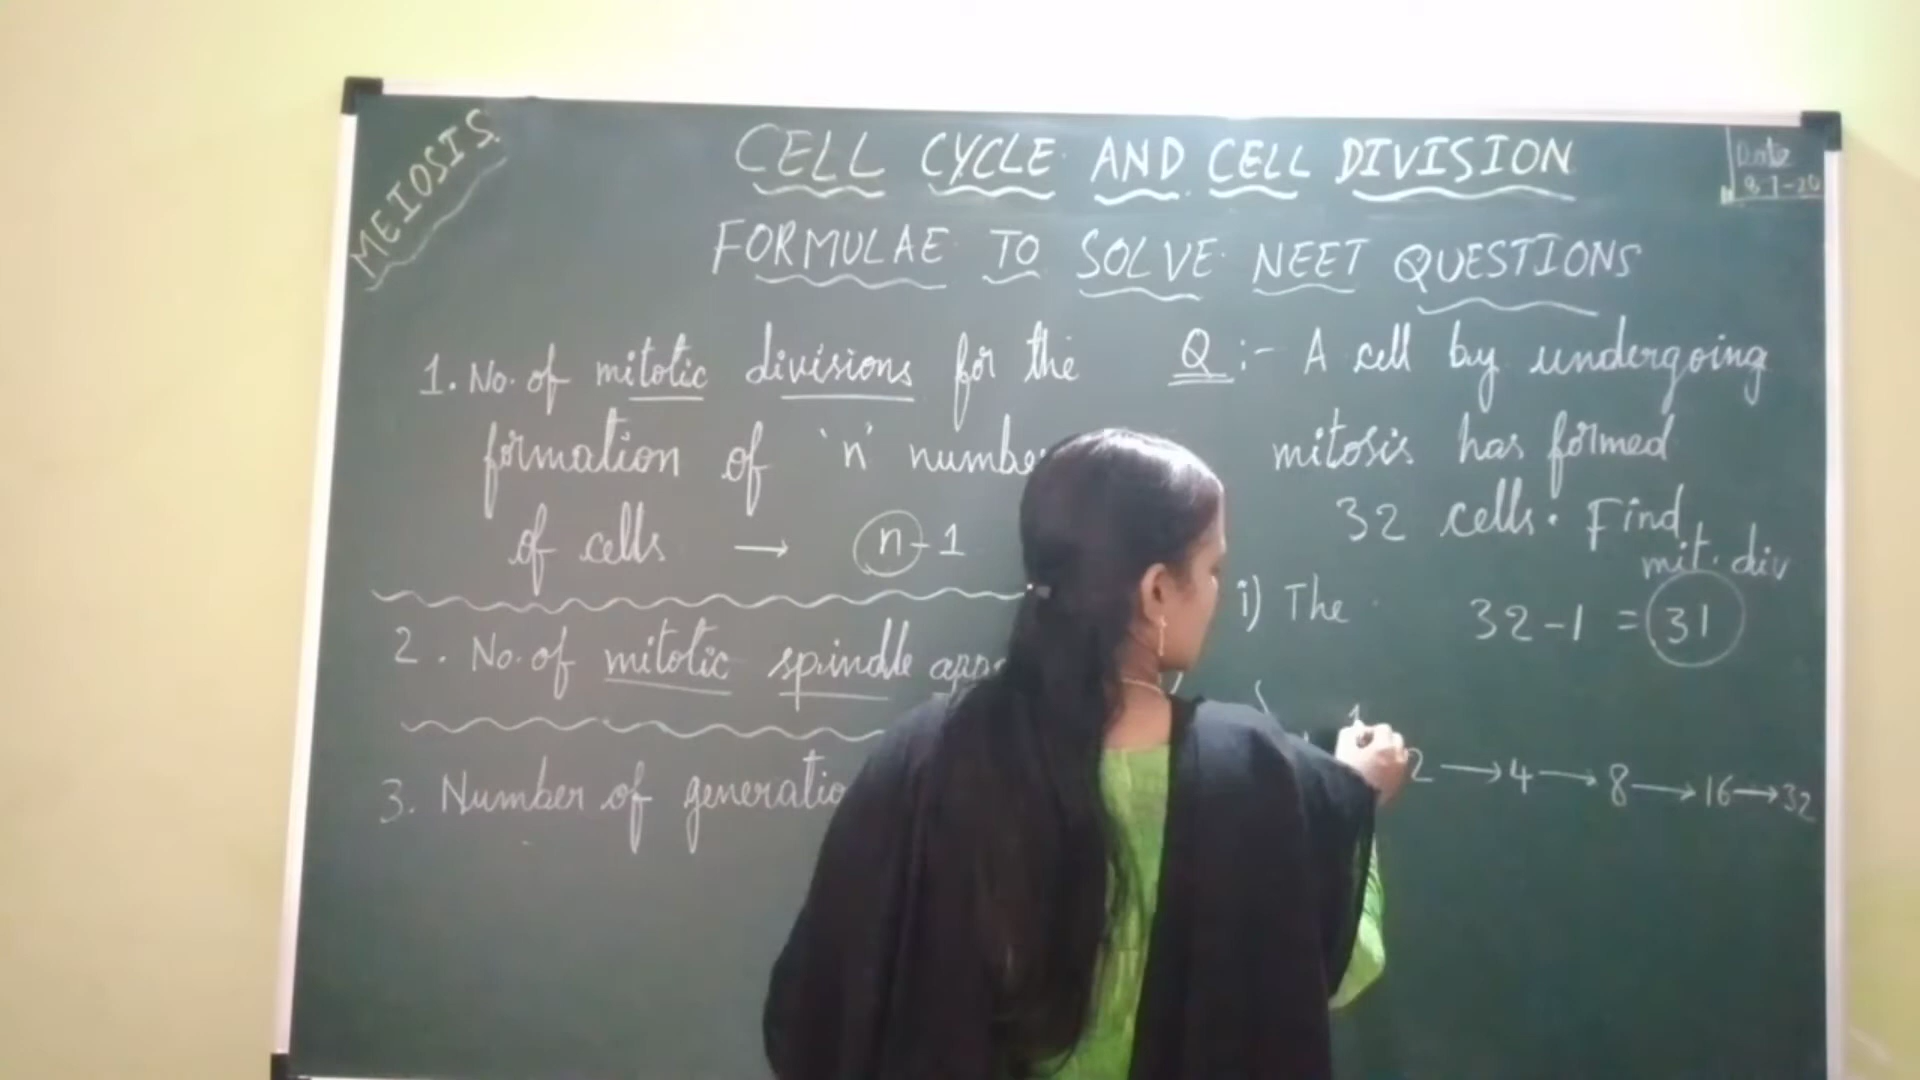 MEIOSIS
CELL CYCLE AND CELL DIVISION
Date
FORMULAE TO SOLVE NEET QUESTIONS
1. No. of mitotic divisions for the
formation of 'n' number
of cells → n-1
2. No. of mitotic spindle
3. Number of
Q:- A cell by undergoing
mitosis has formed
32 cells. Find
mit. div
i) The 32-1 = 31
2 → 4 → 8 → 16 → 32